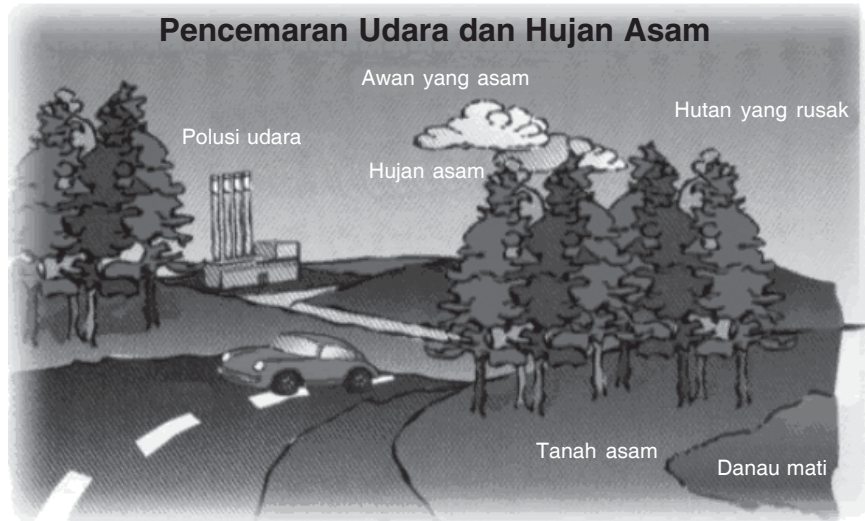 Pencemaran Udara dan Hujan Asam
Awan yang asam
Hutan yang rusak
Polusi udara
Hujan asam
Tanah asam
Danau mati